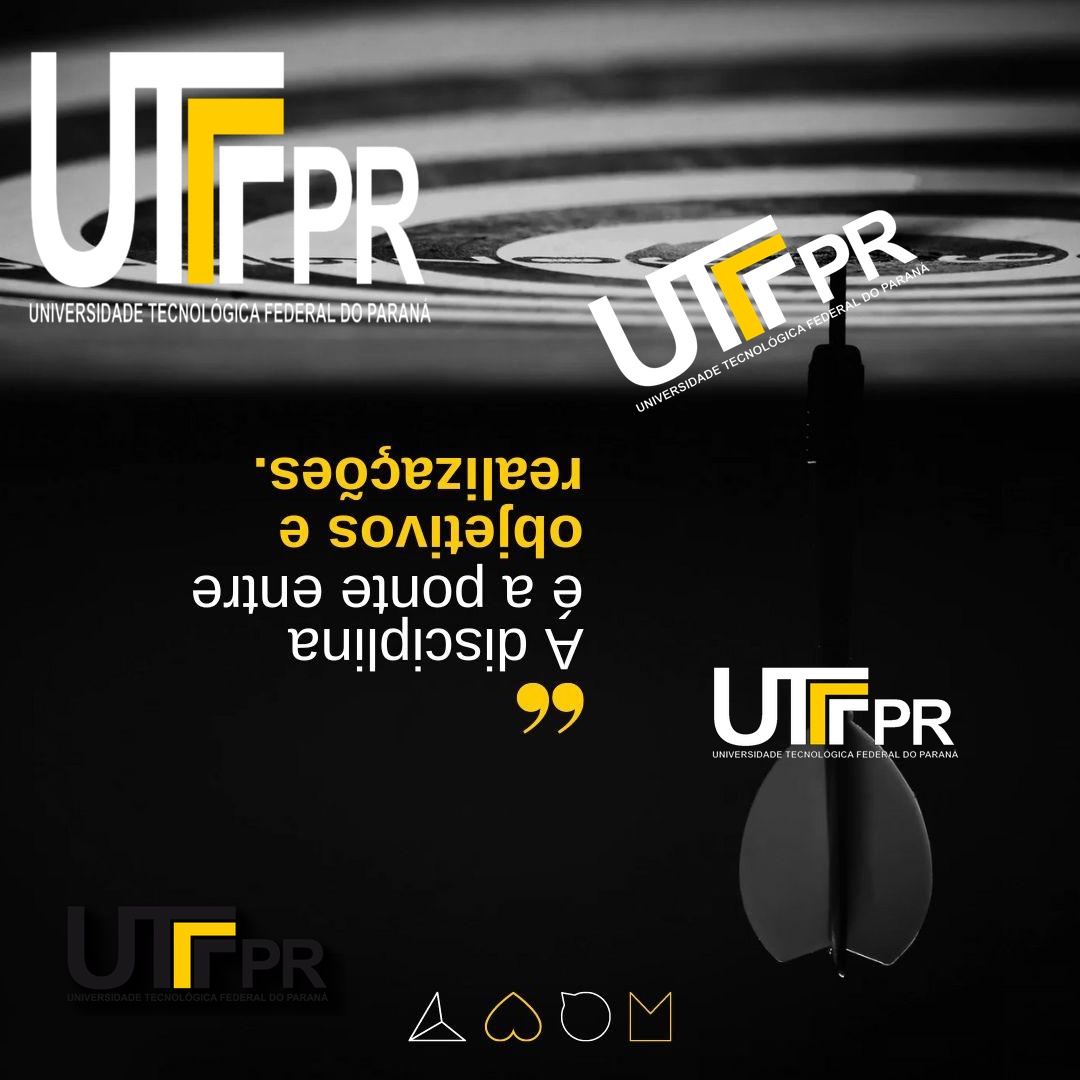 UTFPR
UNIVERSIDADE TECNOLÓGICA FEDERAL DO PARANÁ
UTFPR
UNIVERSIDADE TECNOLÓGICA FEDERAL DO PARANÁ
”
A disciplina
é a ponte entre
objetivos e
realizações.
UTFPR
UNIVERSIDADE TECNOLÓGICA FEDERAL DO PARANÁ
UTFPR
UNIVERSIDADE TECNOLÓGICA FEDERAL DO PARANÁ